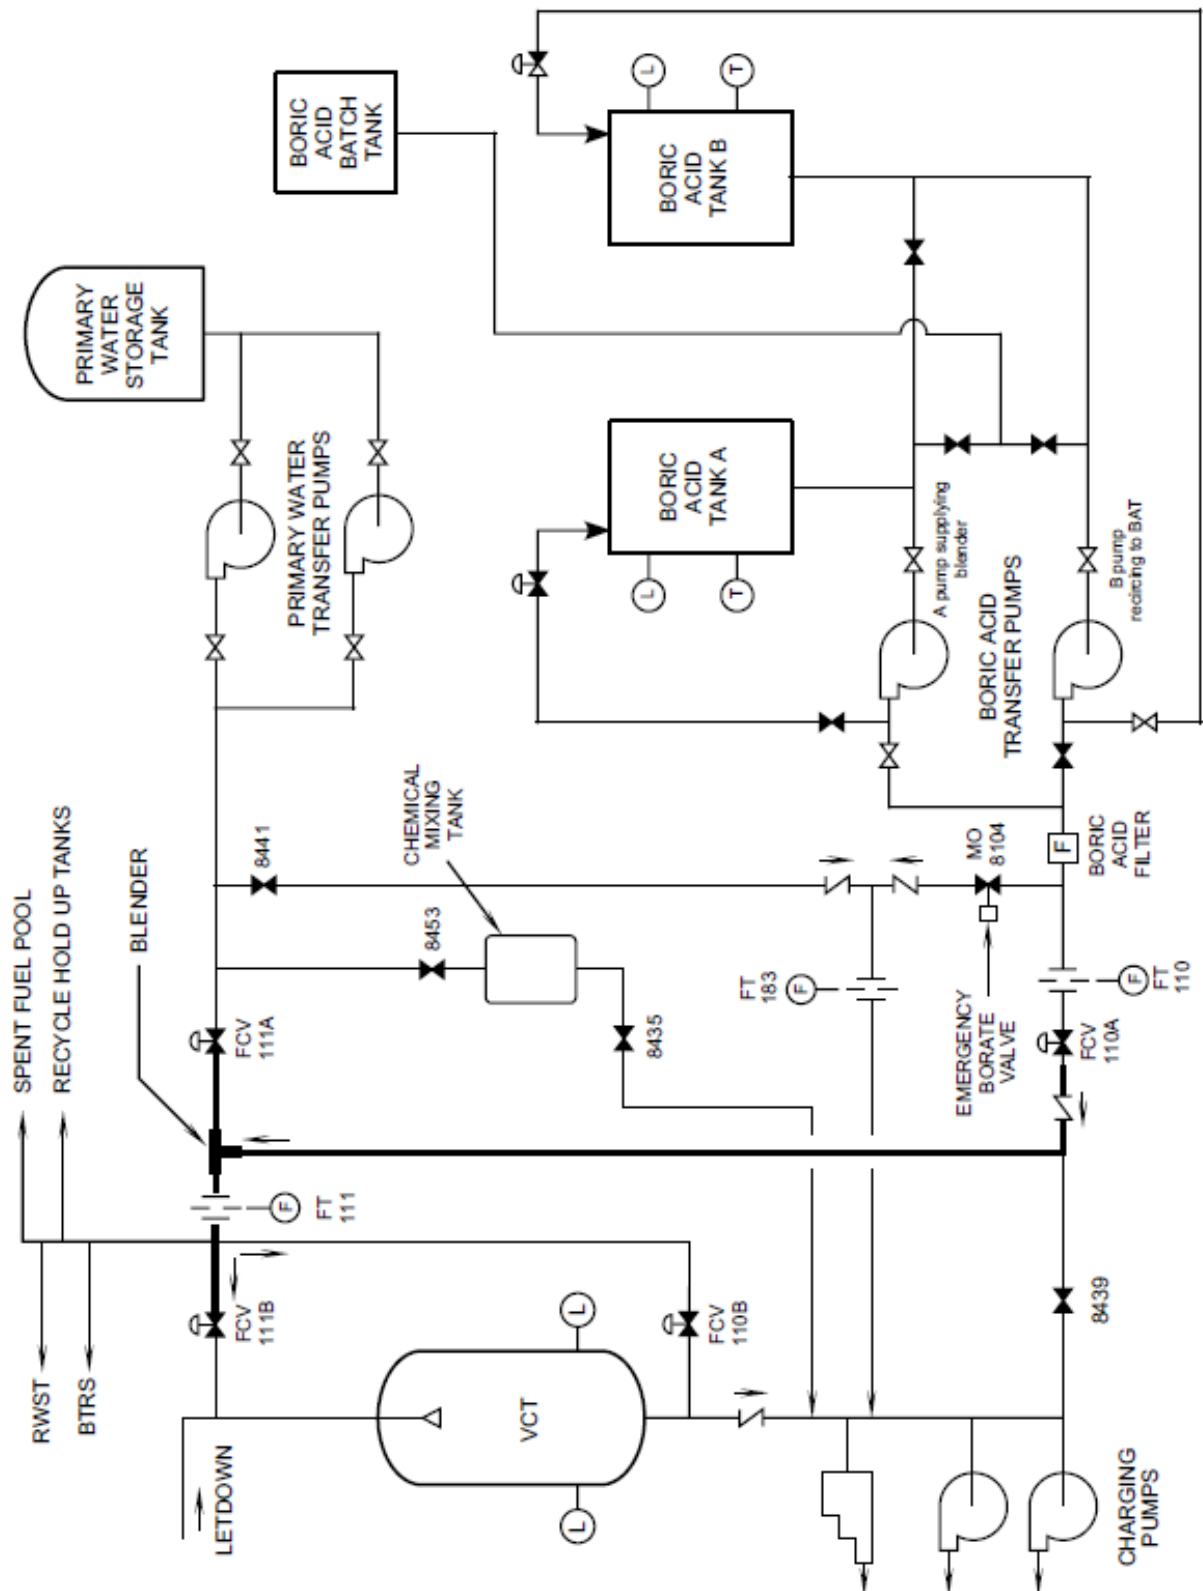 LETDOWN
RWST
BTRS
SPENT FUEL POOL
RECYCLE HOLD UP TANKS
BLENDER
FCV
111B
F
FT
111
FCV
111A
8441
8453
CHEMICAL
MIXING
TANK
8435
PRIMARY WATER
TRANSFER PUMPS
PRIMARY
WATER
STORAGE
TANK
BORIC
ACID
BATCH
TANK
L
L
VCT
FCV
110B
FT
183
F
L
T
BORIC
ACID
TANK A
L
T
BORIC
ACID
TANK B
A pump supplying
blender
BORIC ACID
TRANSFER PUMPS
B pump
recircing to BAT
EMERGENCY
BORATE
VALVE
MO
8104
F
BORIC
ACID
FILTER
FCV
110A
F
FT
110
8439
CHARGING
PUMPS